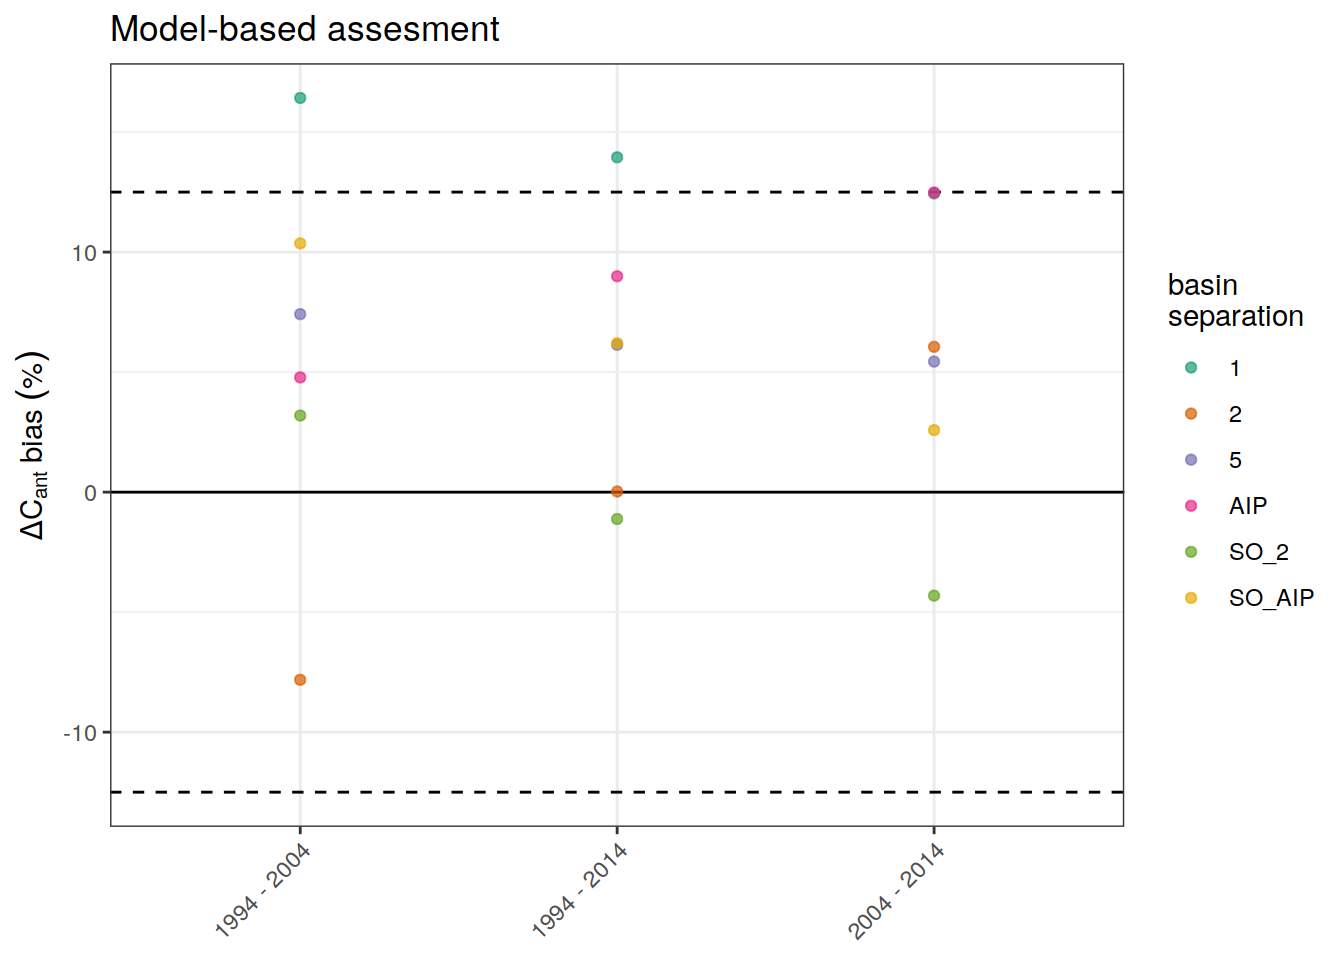 Model-based assesment
10
0
-10
ΔCant bias (%)
1994 - 2004
1994 - 2014
2004 - 2014
basin
separation
1
2
5
AIP
SO_2
SO_AIP